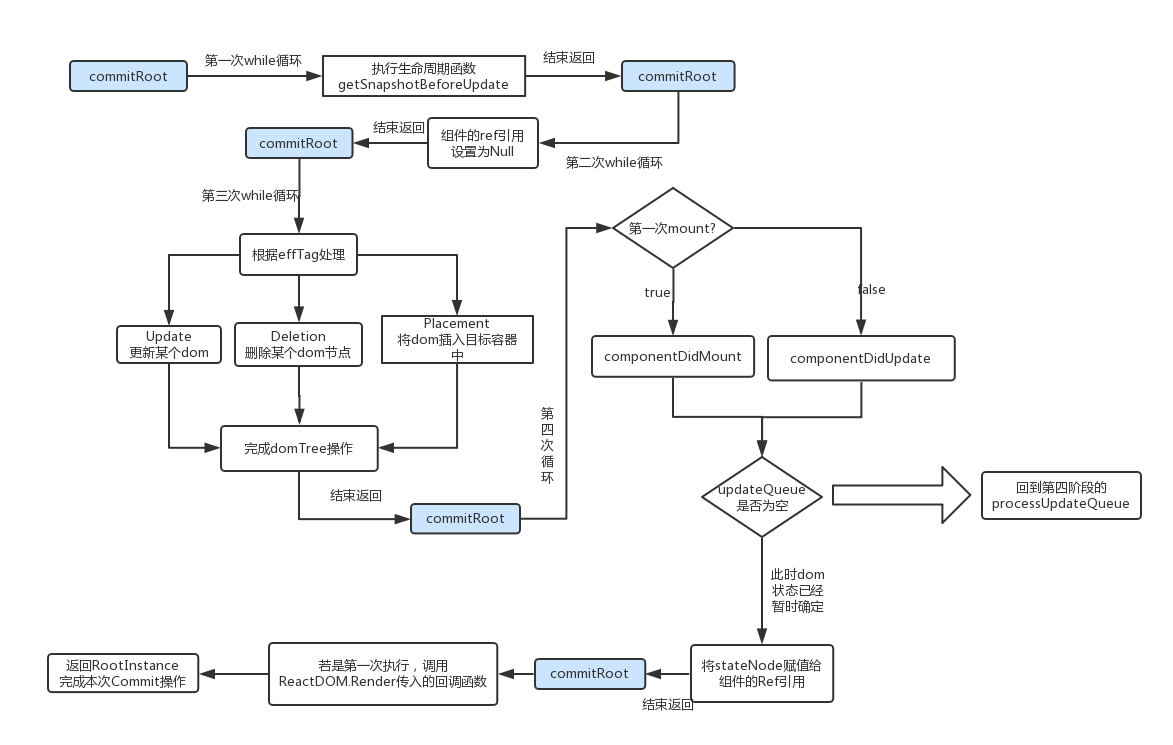 commitRoot
第一次while循环
执行生命周期函数
getSnapshotBeforeUpdate
结束返回
commitRoot
第二次while循环
组件的ref引用
设置为Null
结束返回
commitRoot
第三次while循环
根据effTag处理
Update
更新某个dom
Deletion
删除某个dom节点
Placement
将dom插入目标容器
中
完成domTree操作
结束返回
commitRoot
第
四
次
循
环
第一次mount?
true
false
componentDidMount
componentDidUpdate
updateQueue
是否为空
回到第四阶段的
processUpdateQueue
此时dom
状态已经
暂时确定
将stateNode赋值给
组件的Ref引用
结束返回
commitRoot
若是第一次执行，调用
ReactDOM.Render传入的回调函数
返回RootInstance
完成本次Commit操作